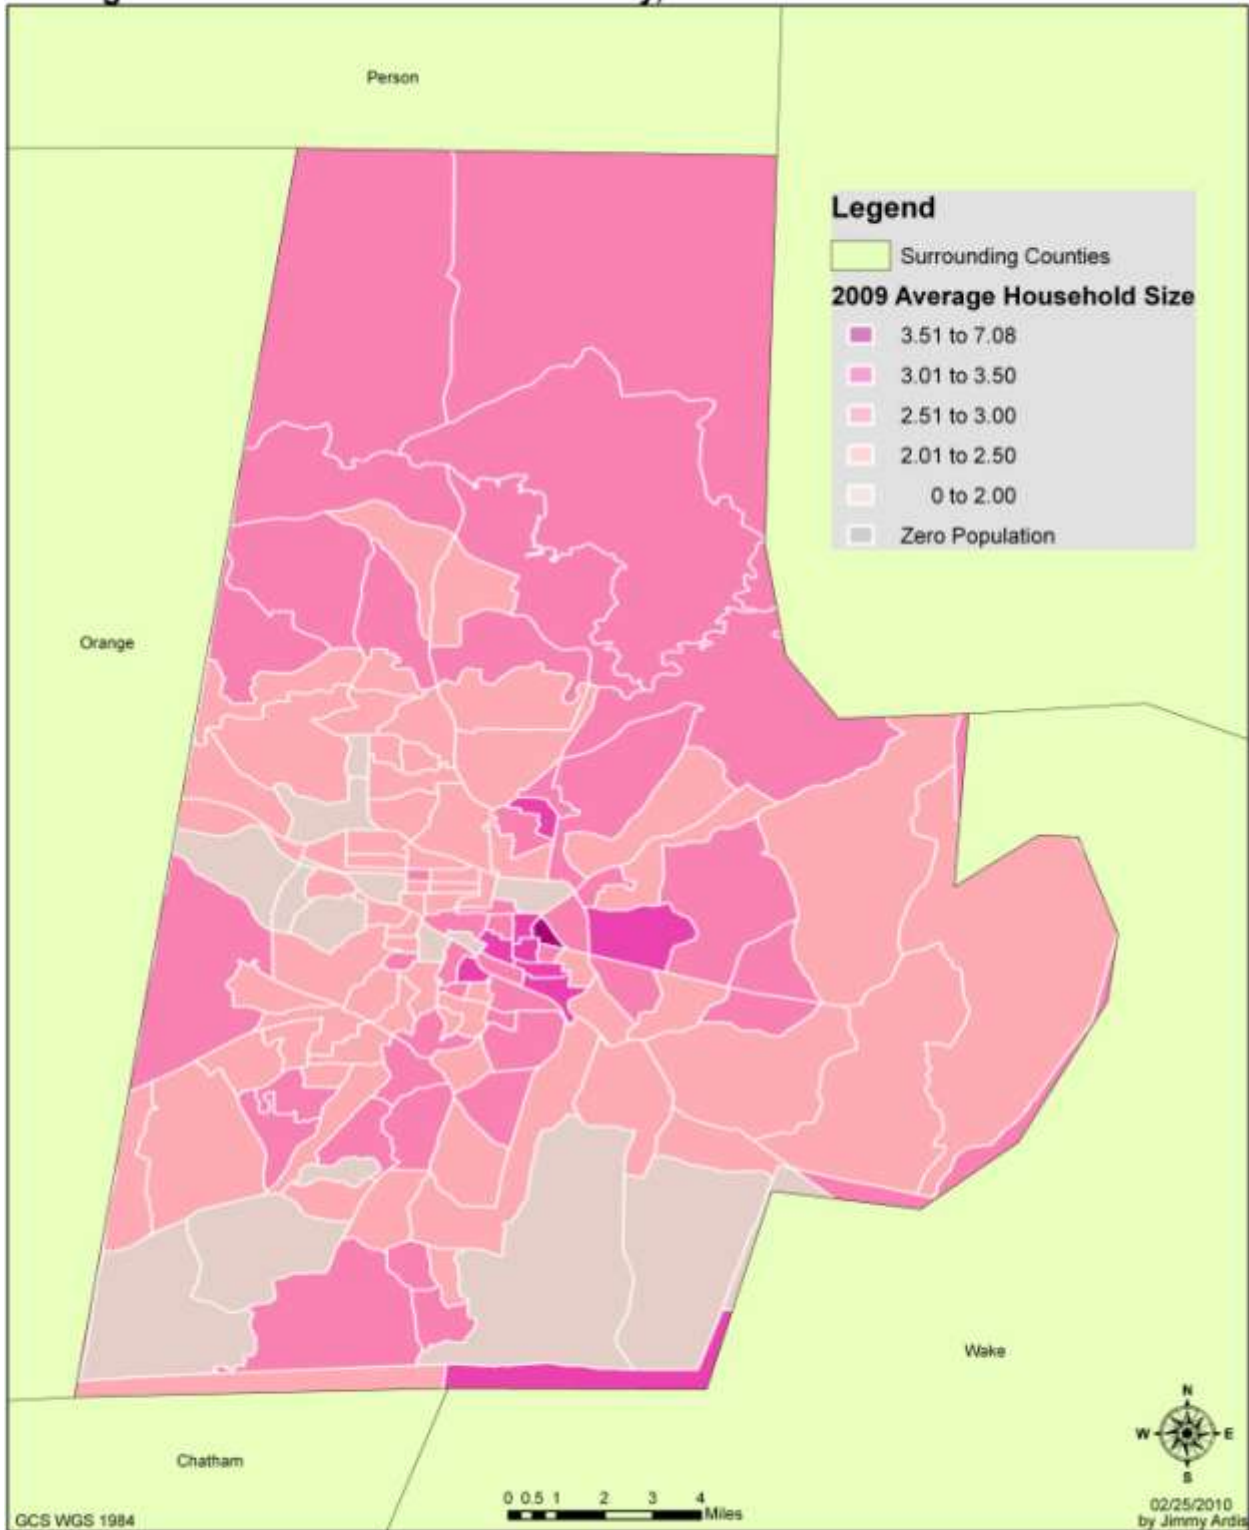 Person
Legend
Surrounding Counties
2009 Average Household Size
3.51 to 7.08
3.01 to 3.50
2.51 to 3.00
2.01 to 2.50
0 to 2.00
Zero Population
Orange
Wake
Chatham
N
W E
S
0 0.5 1 2 3 4
Miles
GCS WGS 1984
02/25/2010
by Jimmy Ardis